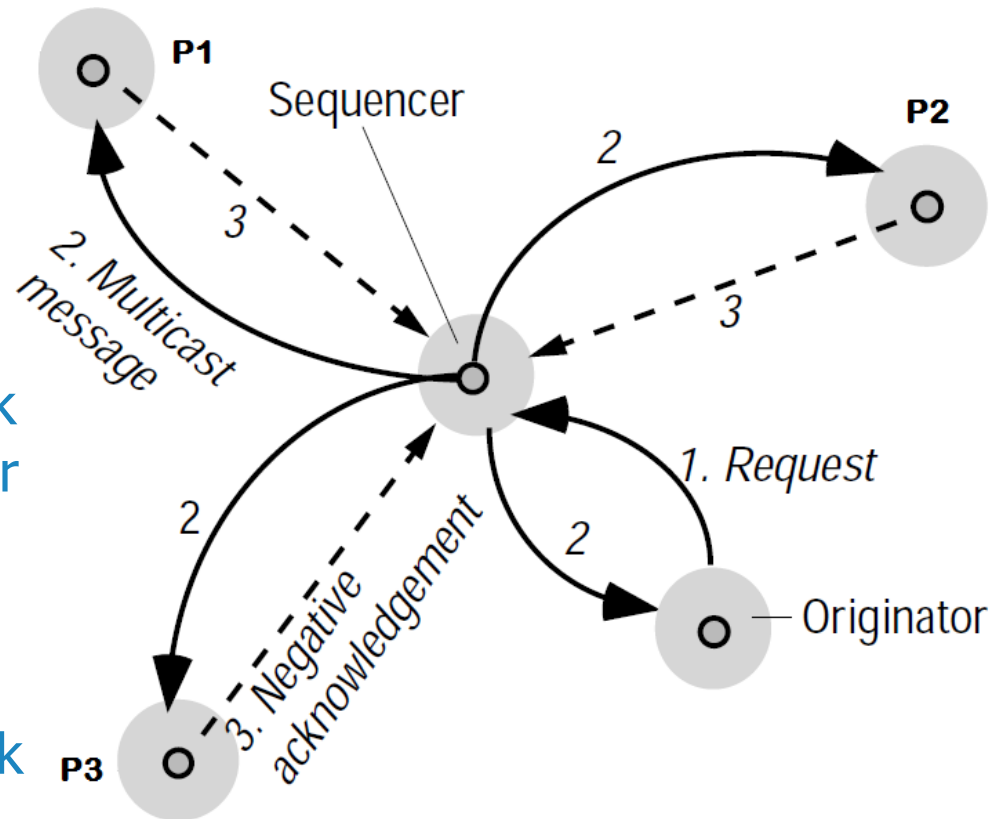 P1
Sequencer
P2
2
3
2. Multicast
message
3
k
r
1. Request
2
2
Originator
3. Negative
acknowledgement
k
P3